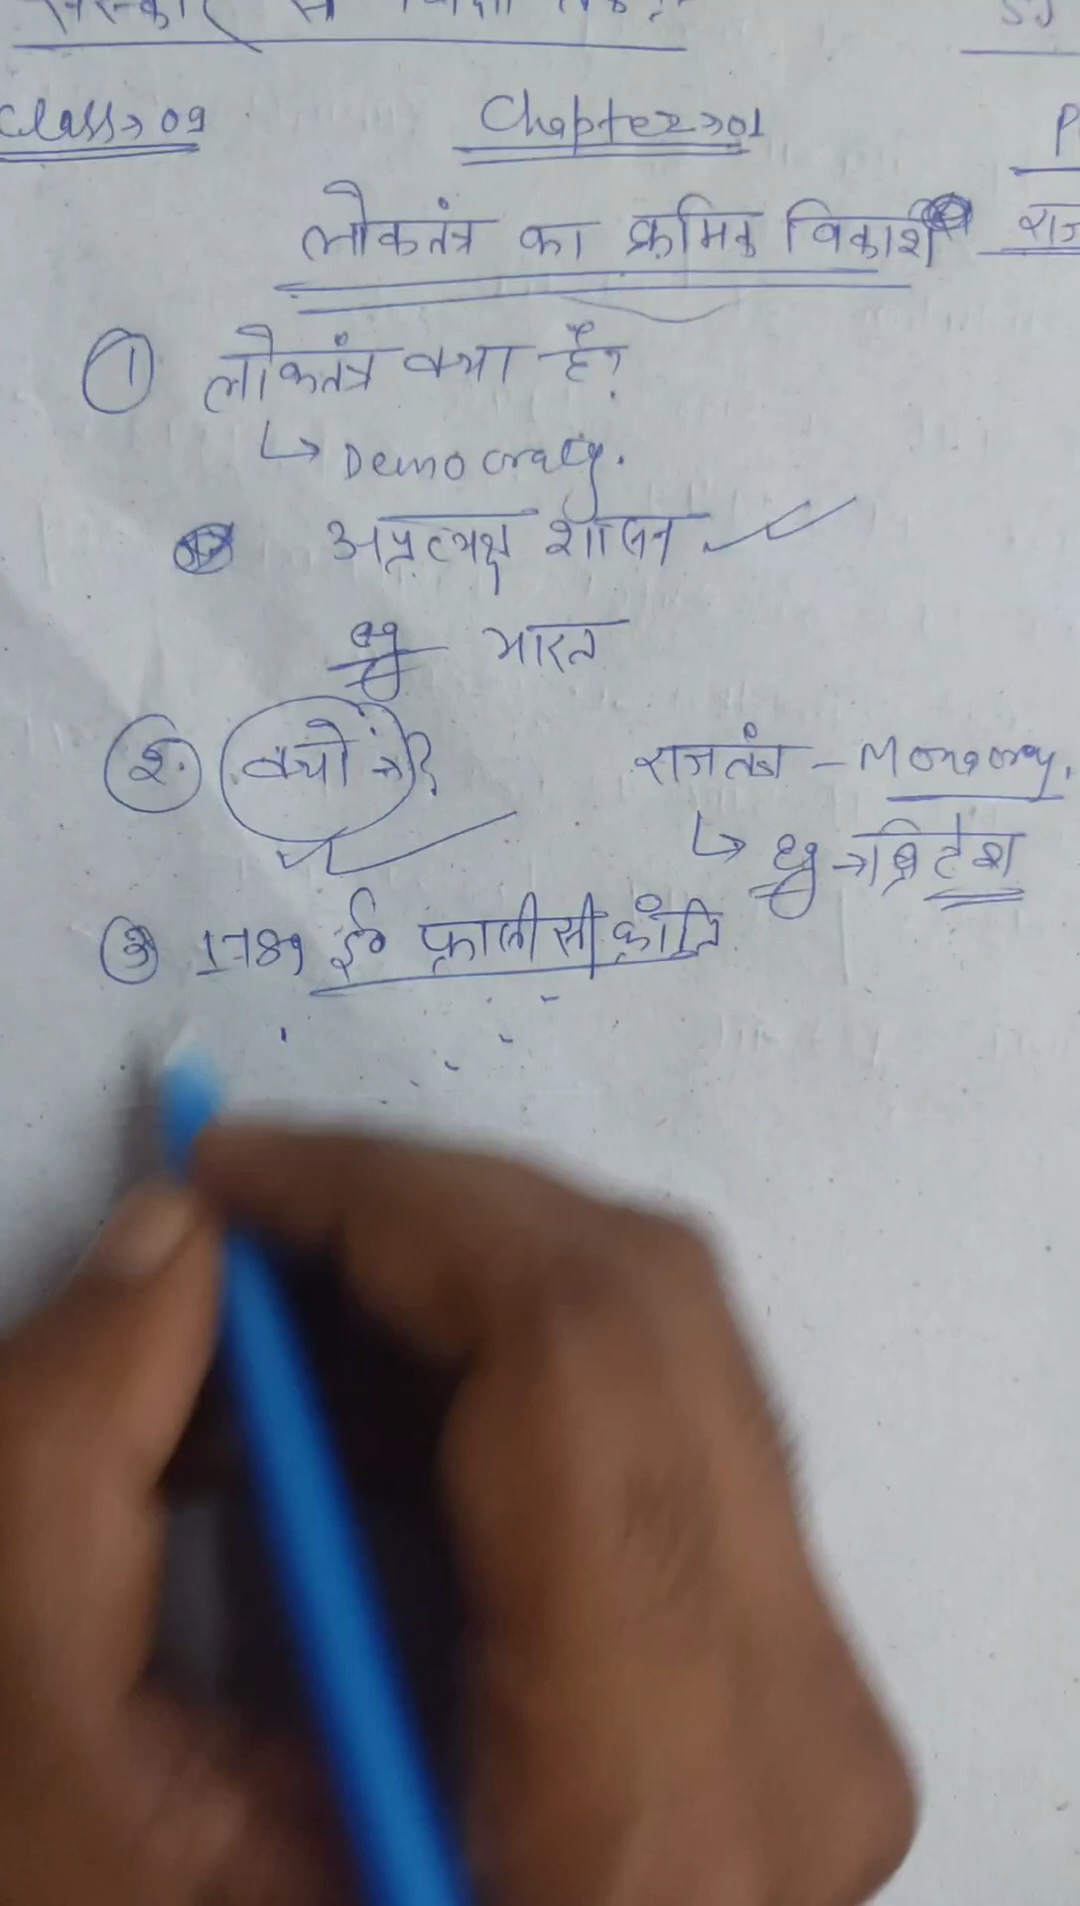 Class→09 Chapter→01 P
लोकतंत्र का क्रमिक विकाश राज
① लोकतंत्र क्या है?
↳ Democracy.
अप्रत्यक्ष शासन
भारत
2. क्यों
राजतंत्र –
↳ → ब्रिटेश
③ 1789 ई० फ्रासीसी क्रांति